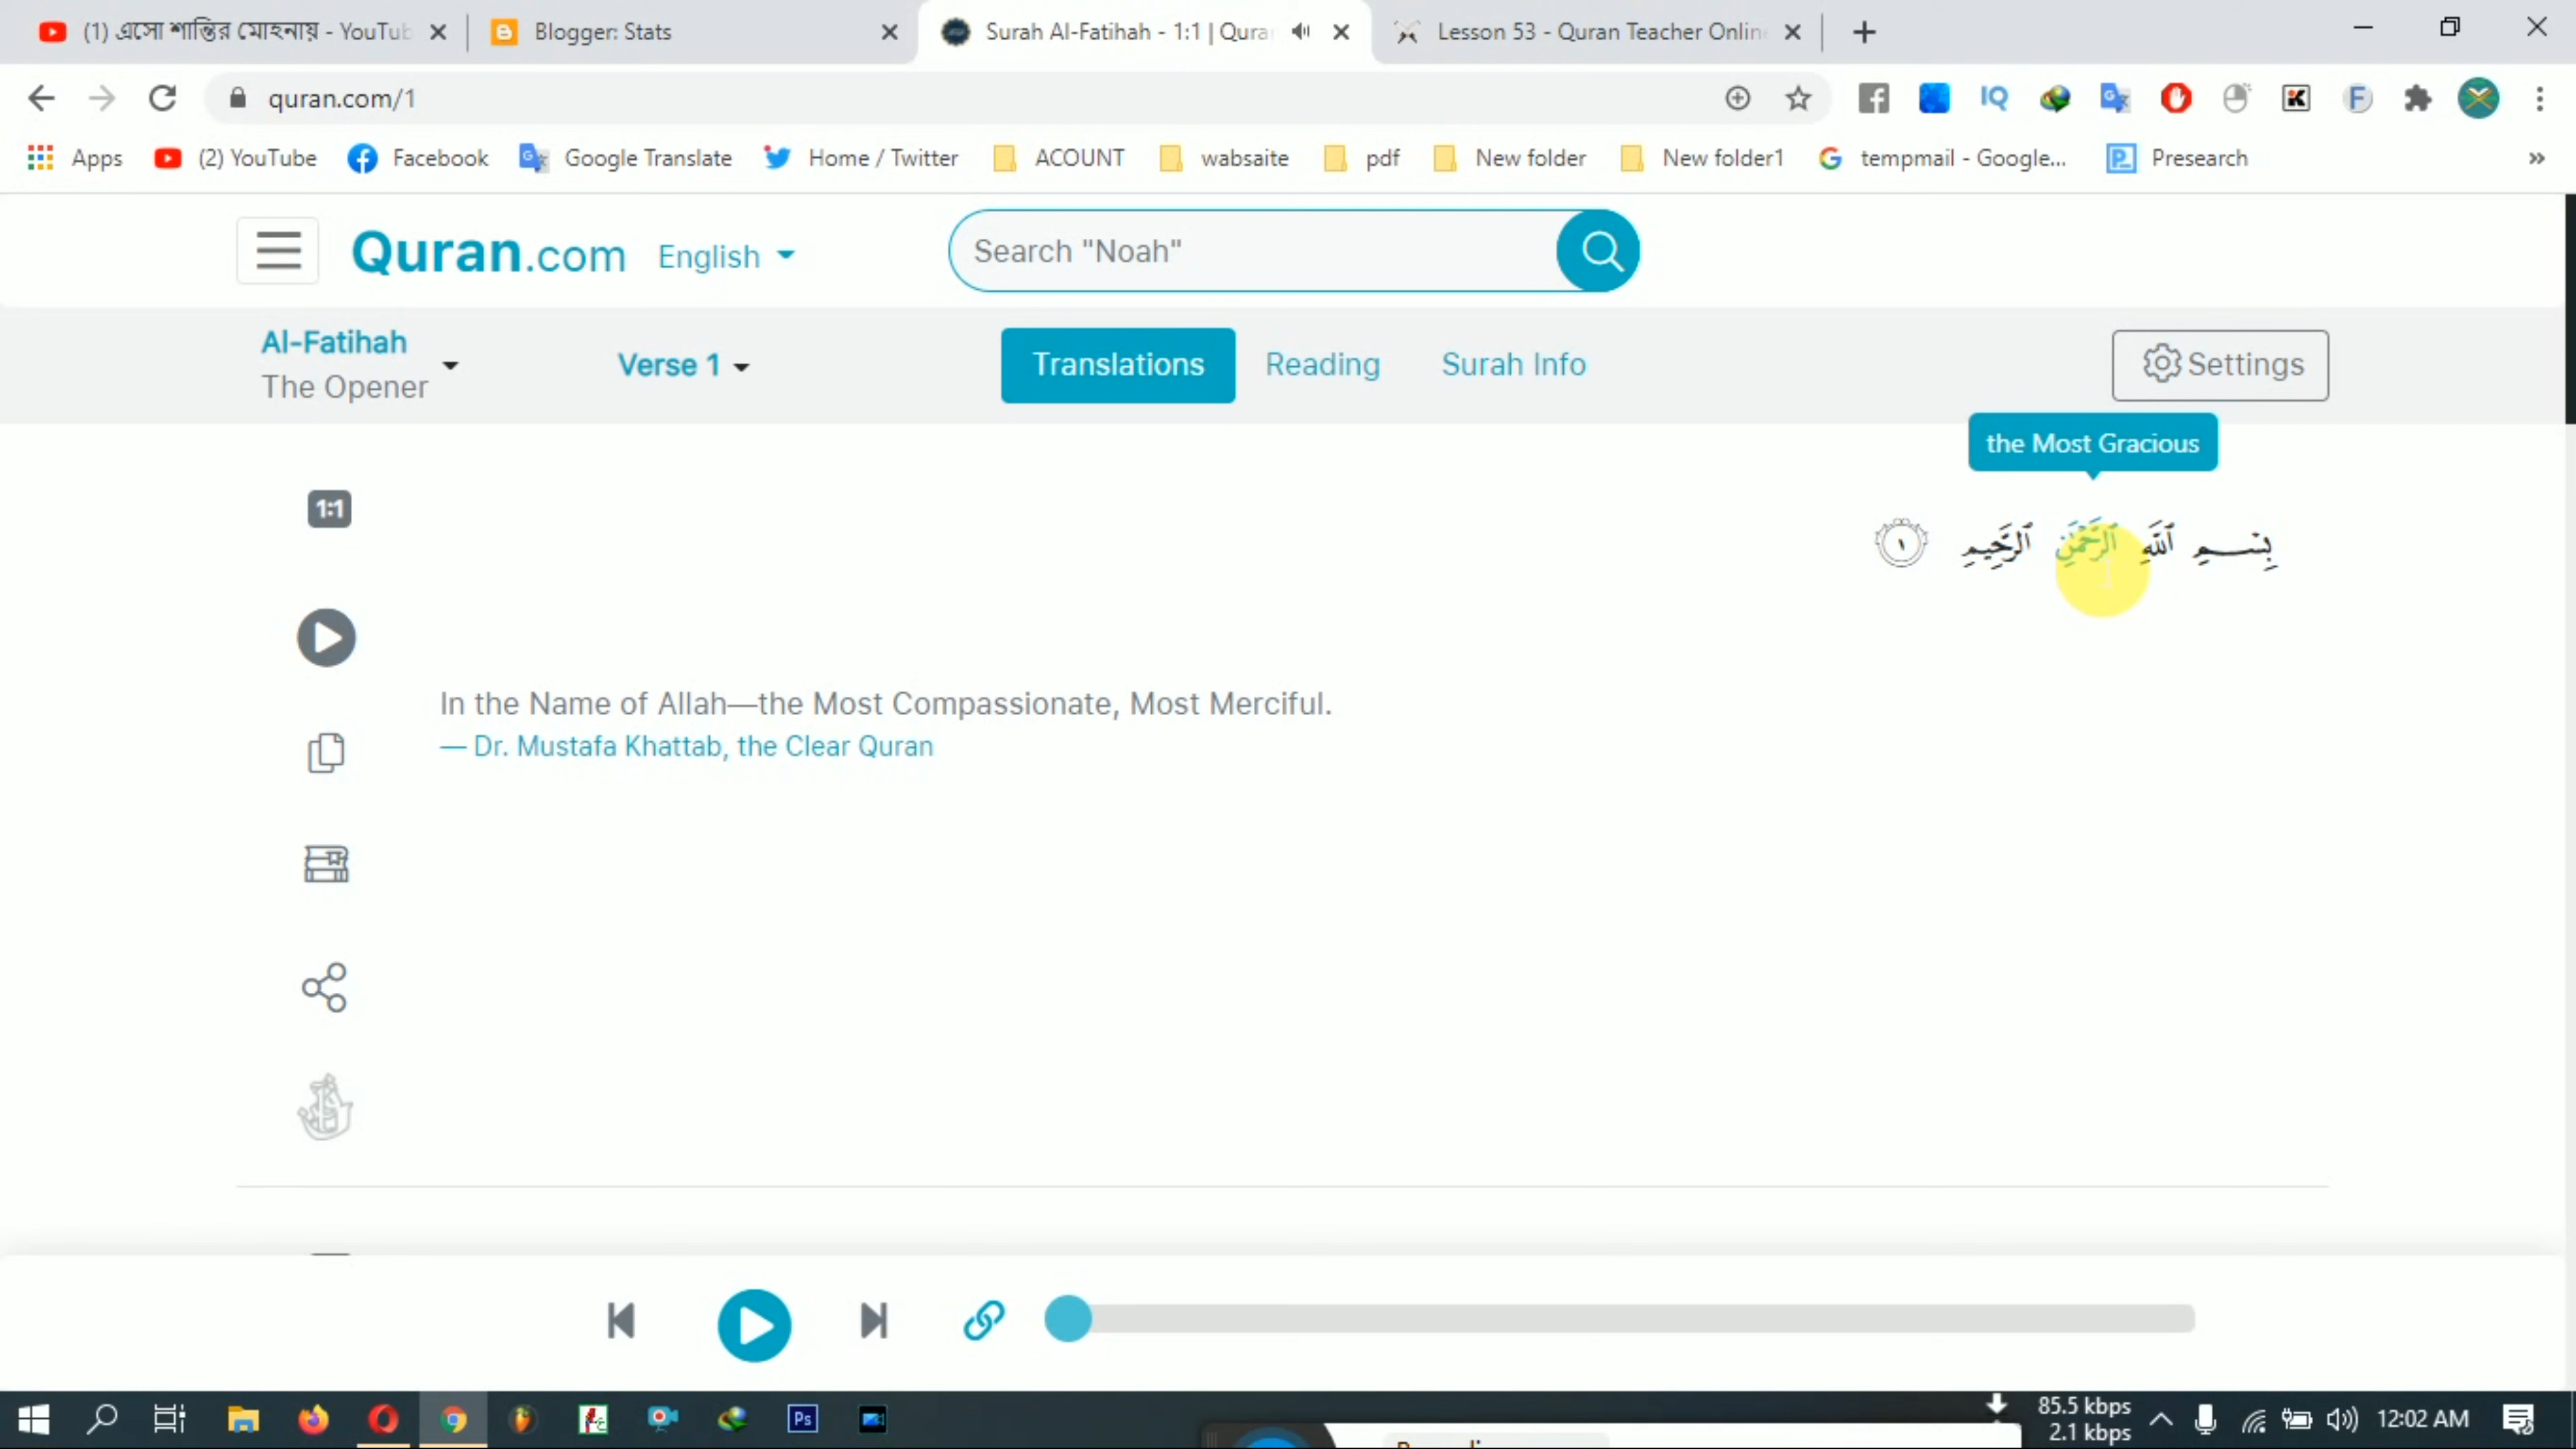 (1) এসো শান্তির মোহনায় - YouTub
Blogger: Stats
Surah Al-Fatihah - 1:1 | Qura
Lesson 53 - Quran Teacher Onlin
quran.com/1
Apps (2) YouTube Facebook Google Translate Home / Twitter ACOUNT wabsaite pdf New folder New folder1 tempmail - Google... Presearch »
Quran.com English
Search "Noah"
Al-Fatihah
The Opener
Verse 1
Translations Reading Surah Info
Settings
the Most Gracious
1:1
بِسْمِ ٱللَّهِ ٱلرَّحْمَٰنِ ٱلرَّحِيمِ ١
In the Name of Allah—the Most Compassionate, Most Merciful.
— Dr. Mustafa Khattab, the Clear Quran
85.5 kbps
2.1 kbps
12:02 AM